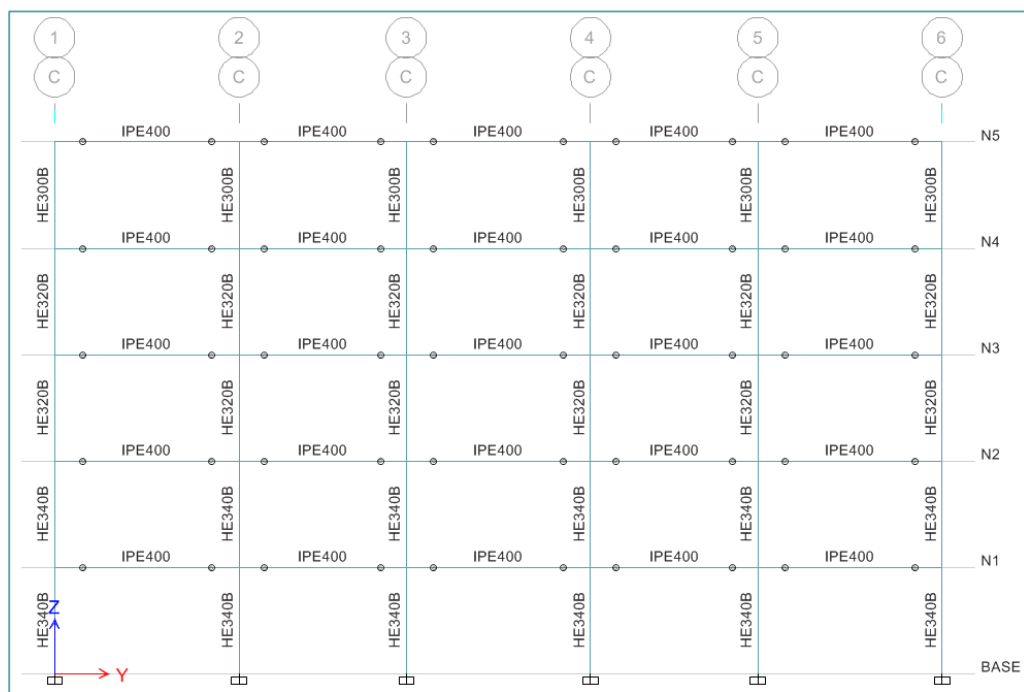 1 2 3 4 5 6
C C C C C C
IPE400 IPE400 IPE400 IPE400 IPE400 N5
HE300B HE300B HE300B HE300B HE300B HE300B
IPE400 IPE400 IPE400 IPE400 IPE400 N4
HE320B HE320B HE320B HE320B HE320B HE320B
IPE400 IPE400 IPE400 IPE400 IPE400 N3
HE320B HE320B HE320B HE320B HE320B HE320B
IPE400 IPE400 IPE400 IPE400 IPE400 N2
HE340B HE340B HE340B HE340B HE340B HE340B
IPE400 IPE400 IPE400 IPE400 IPE400 N1
HE340B HE340B HE340B HE340B HE340B HE340B
Z
Y BASE